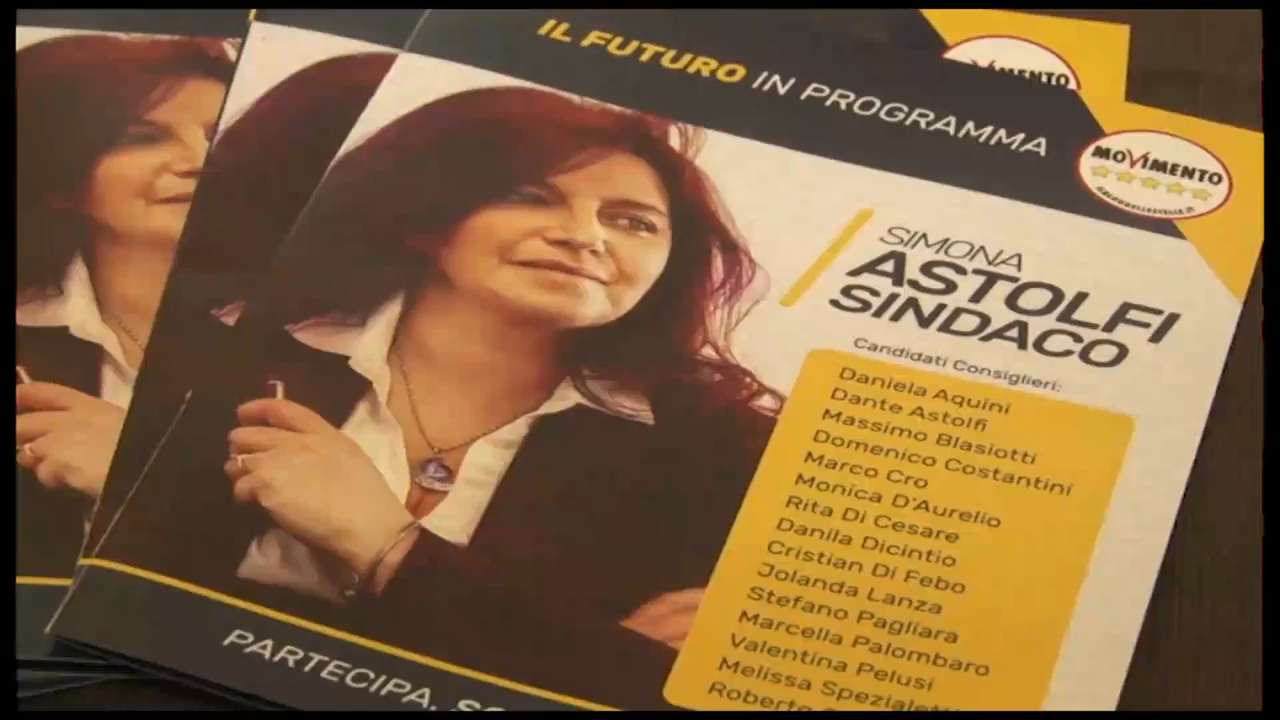 IL FUTURO IN PROGRAMMA
MOVIMENTO
MOVIMENTO
SIMONA
ASTOLFI
SINDACO
Candidati Consiglieri:
Daniela Aquini
Dante Astolfi
Massimo Blasiotti
Domenico Costantini
Marco Cro
Monica D'Aurelio
Rita Di Cesare
Danila Dicintio
Cristian Di Febo
Jolanda Lanza
Stefano Pagliara
Marcella Palombaro
Valentina Pelusi
Melissa
PARTECIPA.